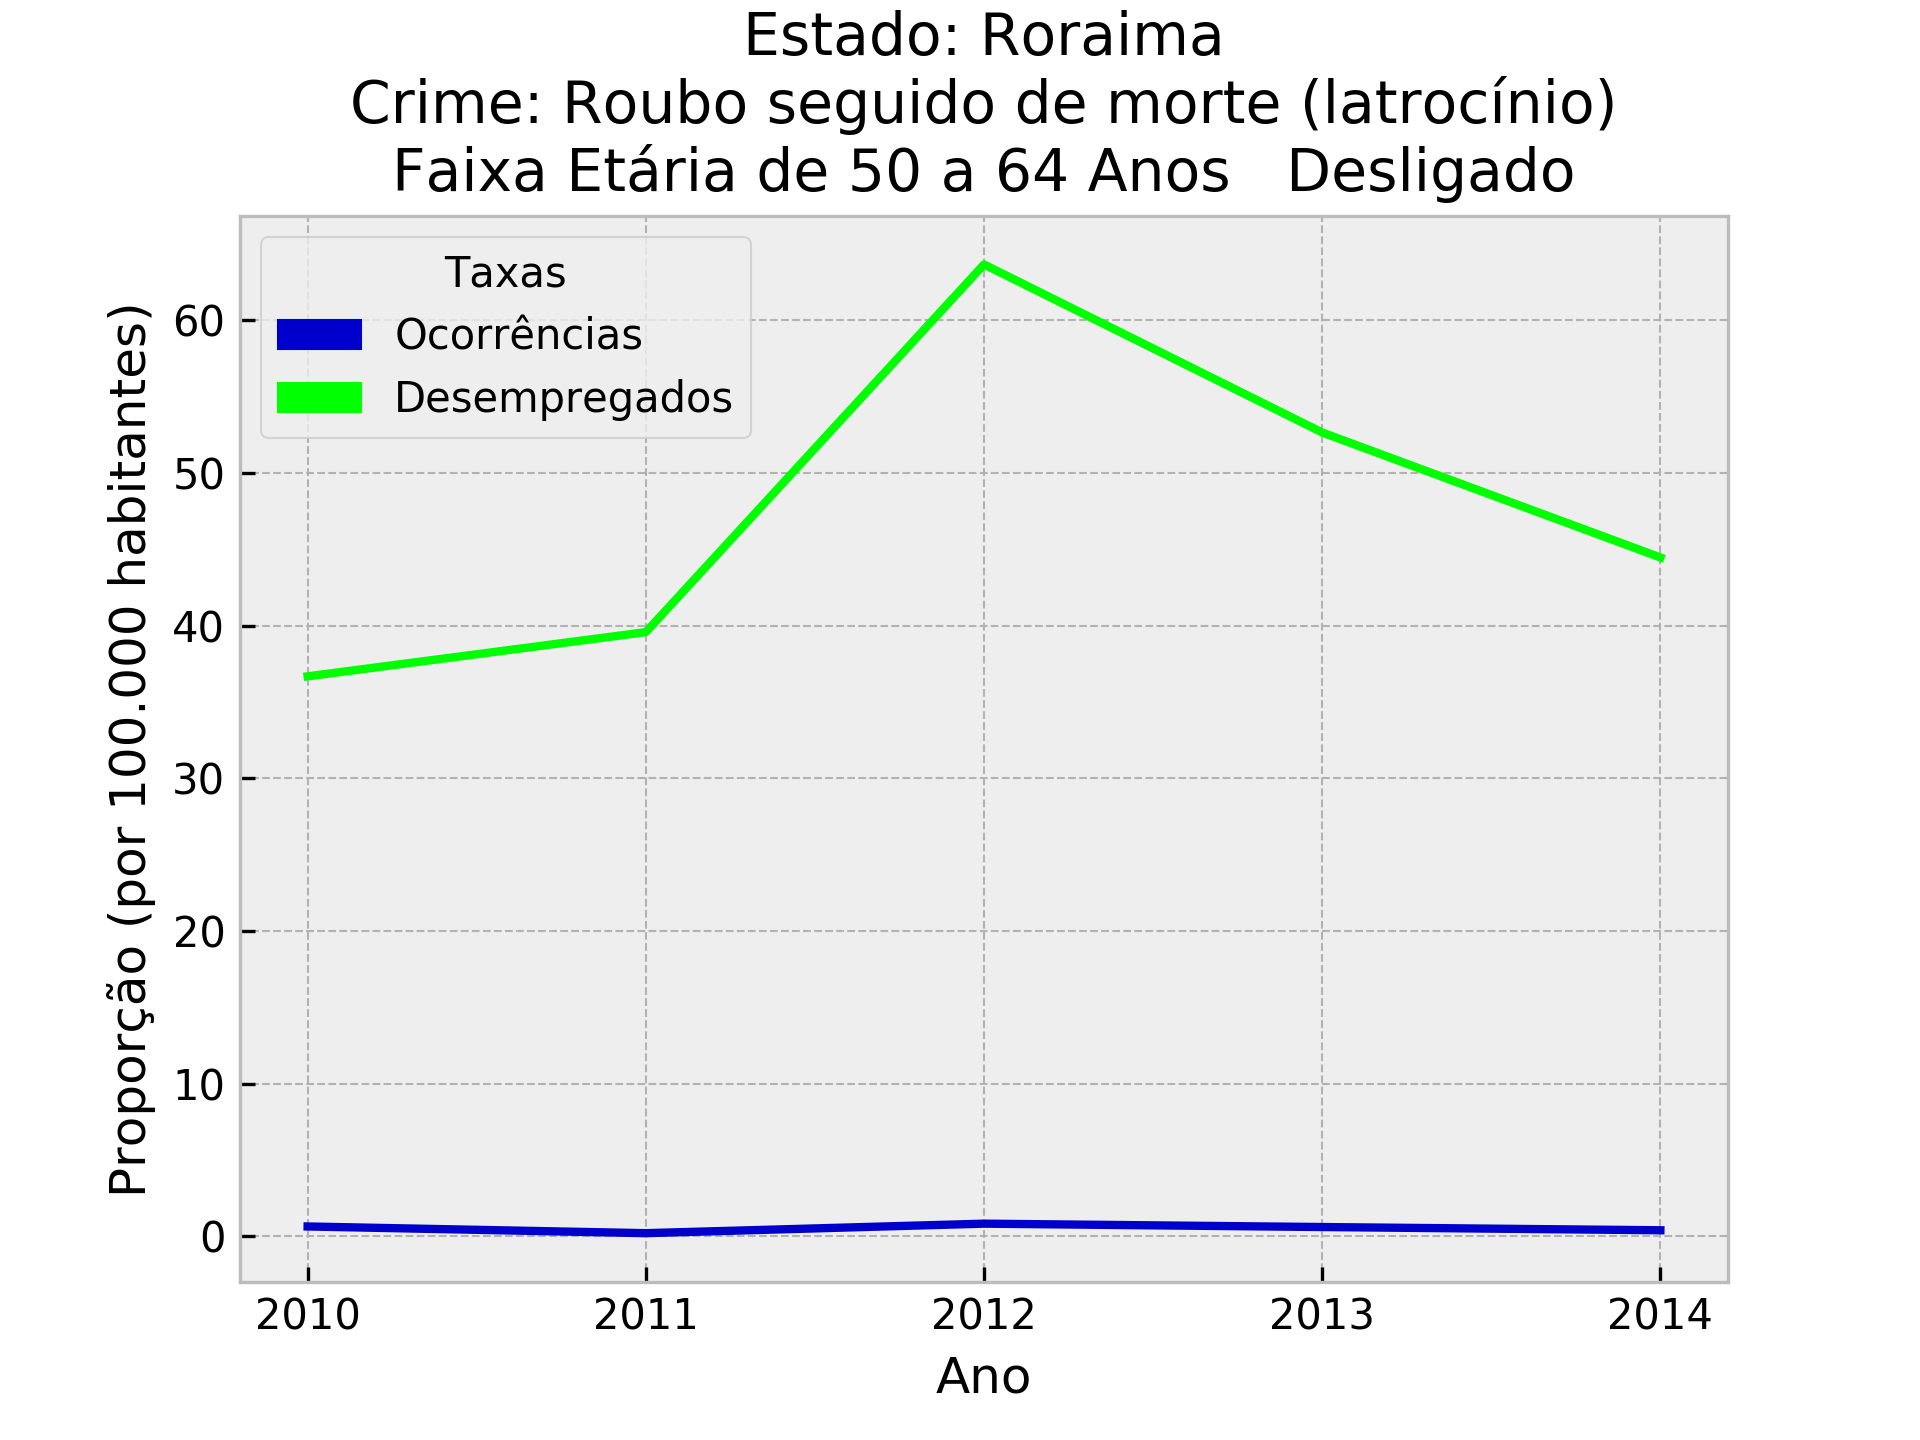 Estado: Roraima
Crime: Roubo seguido de morte (latrocínio)
Faixa Etária de 50 a 64 Anos   Desligado
Taxas
Ocorrências
Desempregados
Proporção (por 100.000 habitantes)
60
50
40
30
20
10
0
2010 2011 2012 2013 2014
Ano